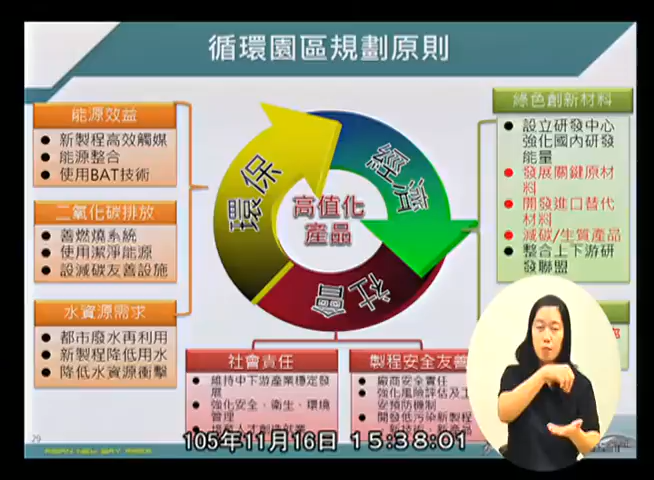 循環園區規劃原則
能源效益
新製程高效觸媒
能源整合
使用BAT技術
二氧化碳排放
善燃燒系統
使用潔淨能源
設減碳友善設施
水資源需求
都市廢水再利用
新製程降低用水
降低水資源衝擊
環保
經濟
社會
高值化
產品
綠色創新材料
設立研發中心
強化國內研發
能量
發展關鍵原材
料
開發進口替代
材料
減碳/生質產品
整合上下游研
發聯盟
社會責任
維持中下游產業穩定發
展
強化安全、衛生、環境
管理
製程安全友善
廠商安全責任
強化風險評估及工
安預防機制
開發低污染新製程
29
105年11月16日 15:38:01